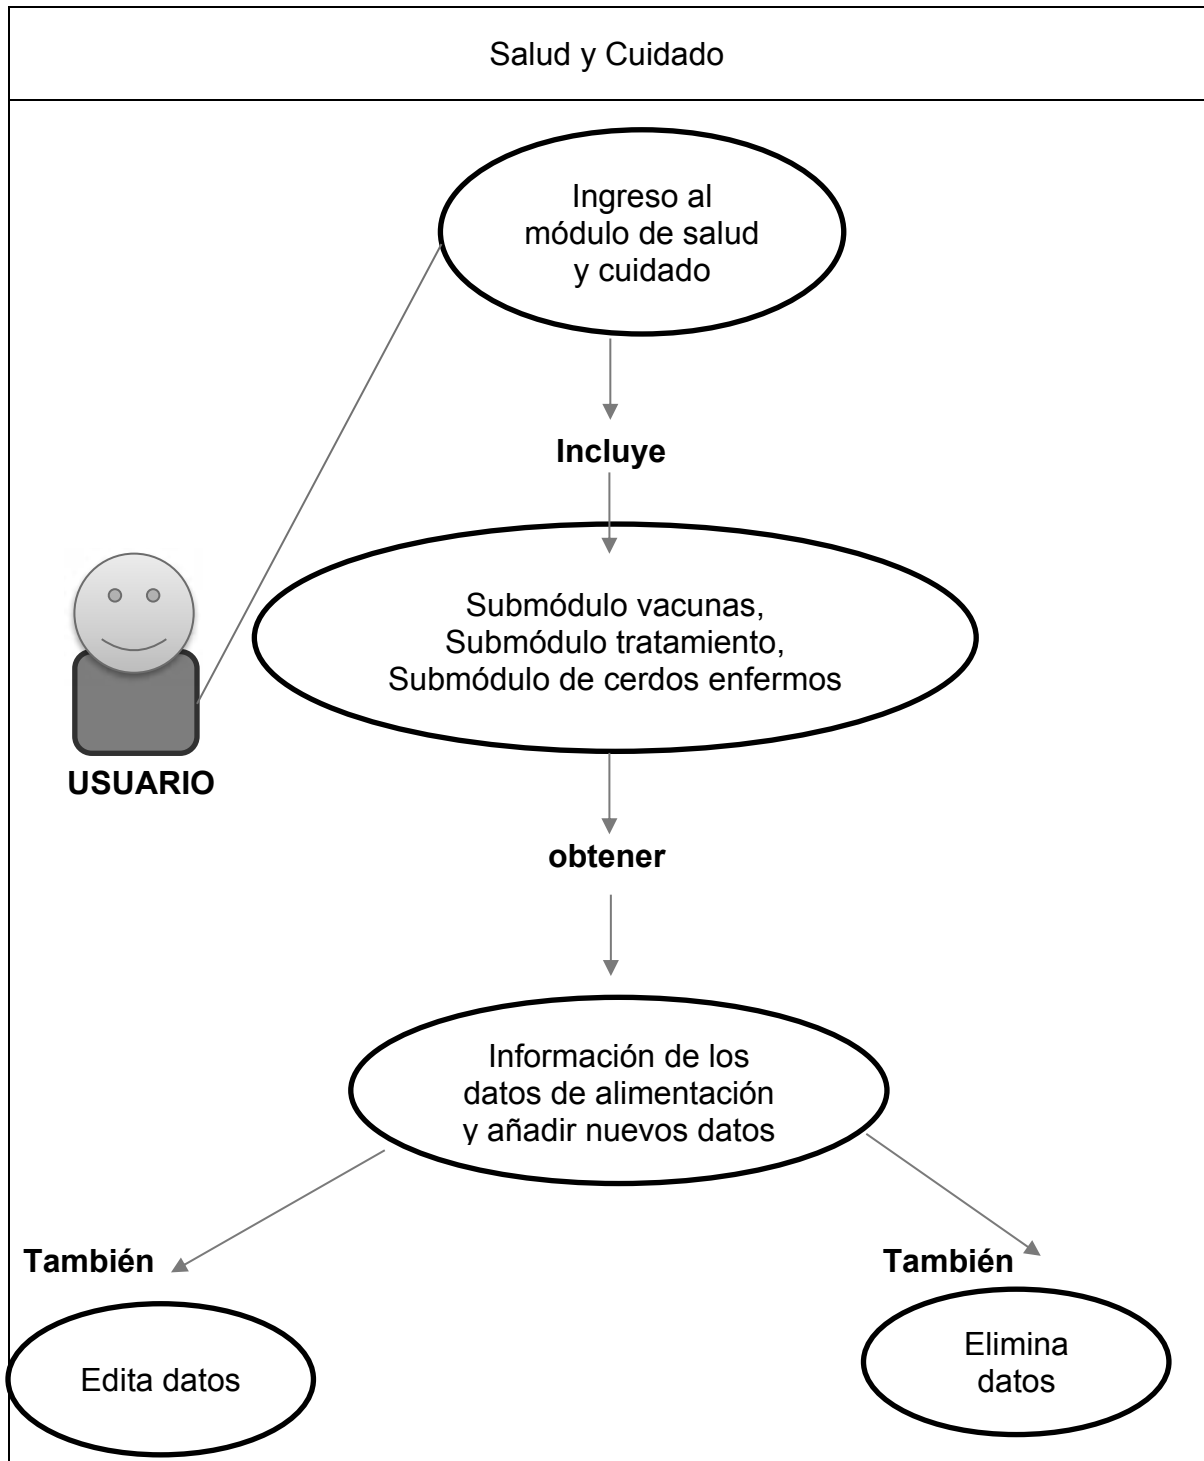 Salud y Cuidado
Ingreso al
módulo de salud
y cuidado
Incluye
Submódulo vacunas,
Submódulo tratamiento,
Submódulo de cerdos enfermos
USUARIO
obtener
Información de los
datos de alimentación
y añadir nuevos datos
También
También
Edita datos
Elimina
datos